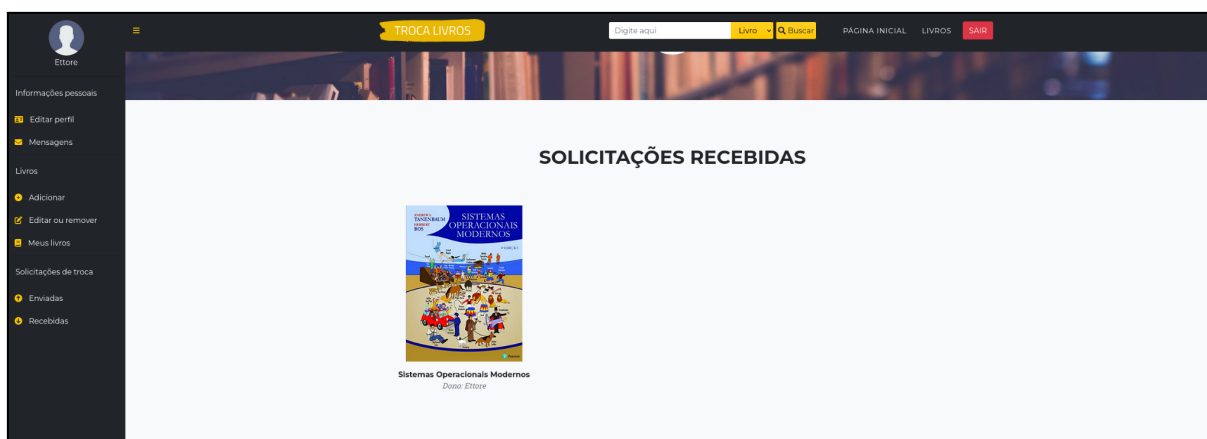 TROCA LIVROS
Digite aqui
Livro
Buscar
PÁGINA INICIAL
LIVROS
SAIR
Ettore
Informações pessoais
Editar perfil
Mensagens
Livros
Adicionar
Editar ou remover
Meus livros
Solicitações de troca
Enviadas
Recebidas
SOLICITAÇÕES RECEBIDAS
TANENBAUM
BOS
SISTEMAS
OPERACIONAIS
MODERNOS
Sistemas Operacionais Modernos
Dono: Ettore